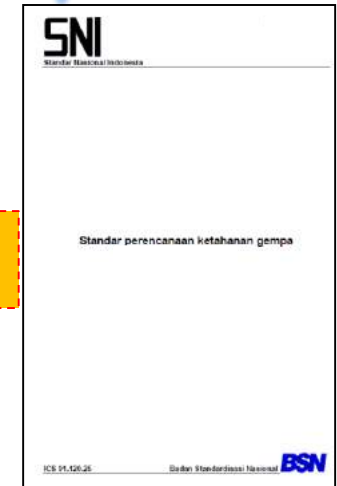 SNI
Standar Nasional Indonesia
Standar perencanaan ketahanan gempa
ICS 91.120.25
Badan Standardisasi Nasional BSN